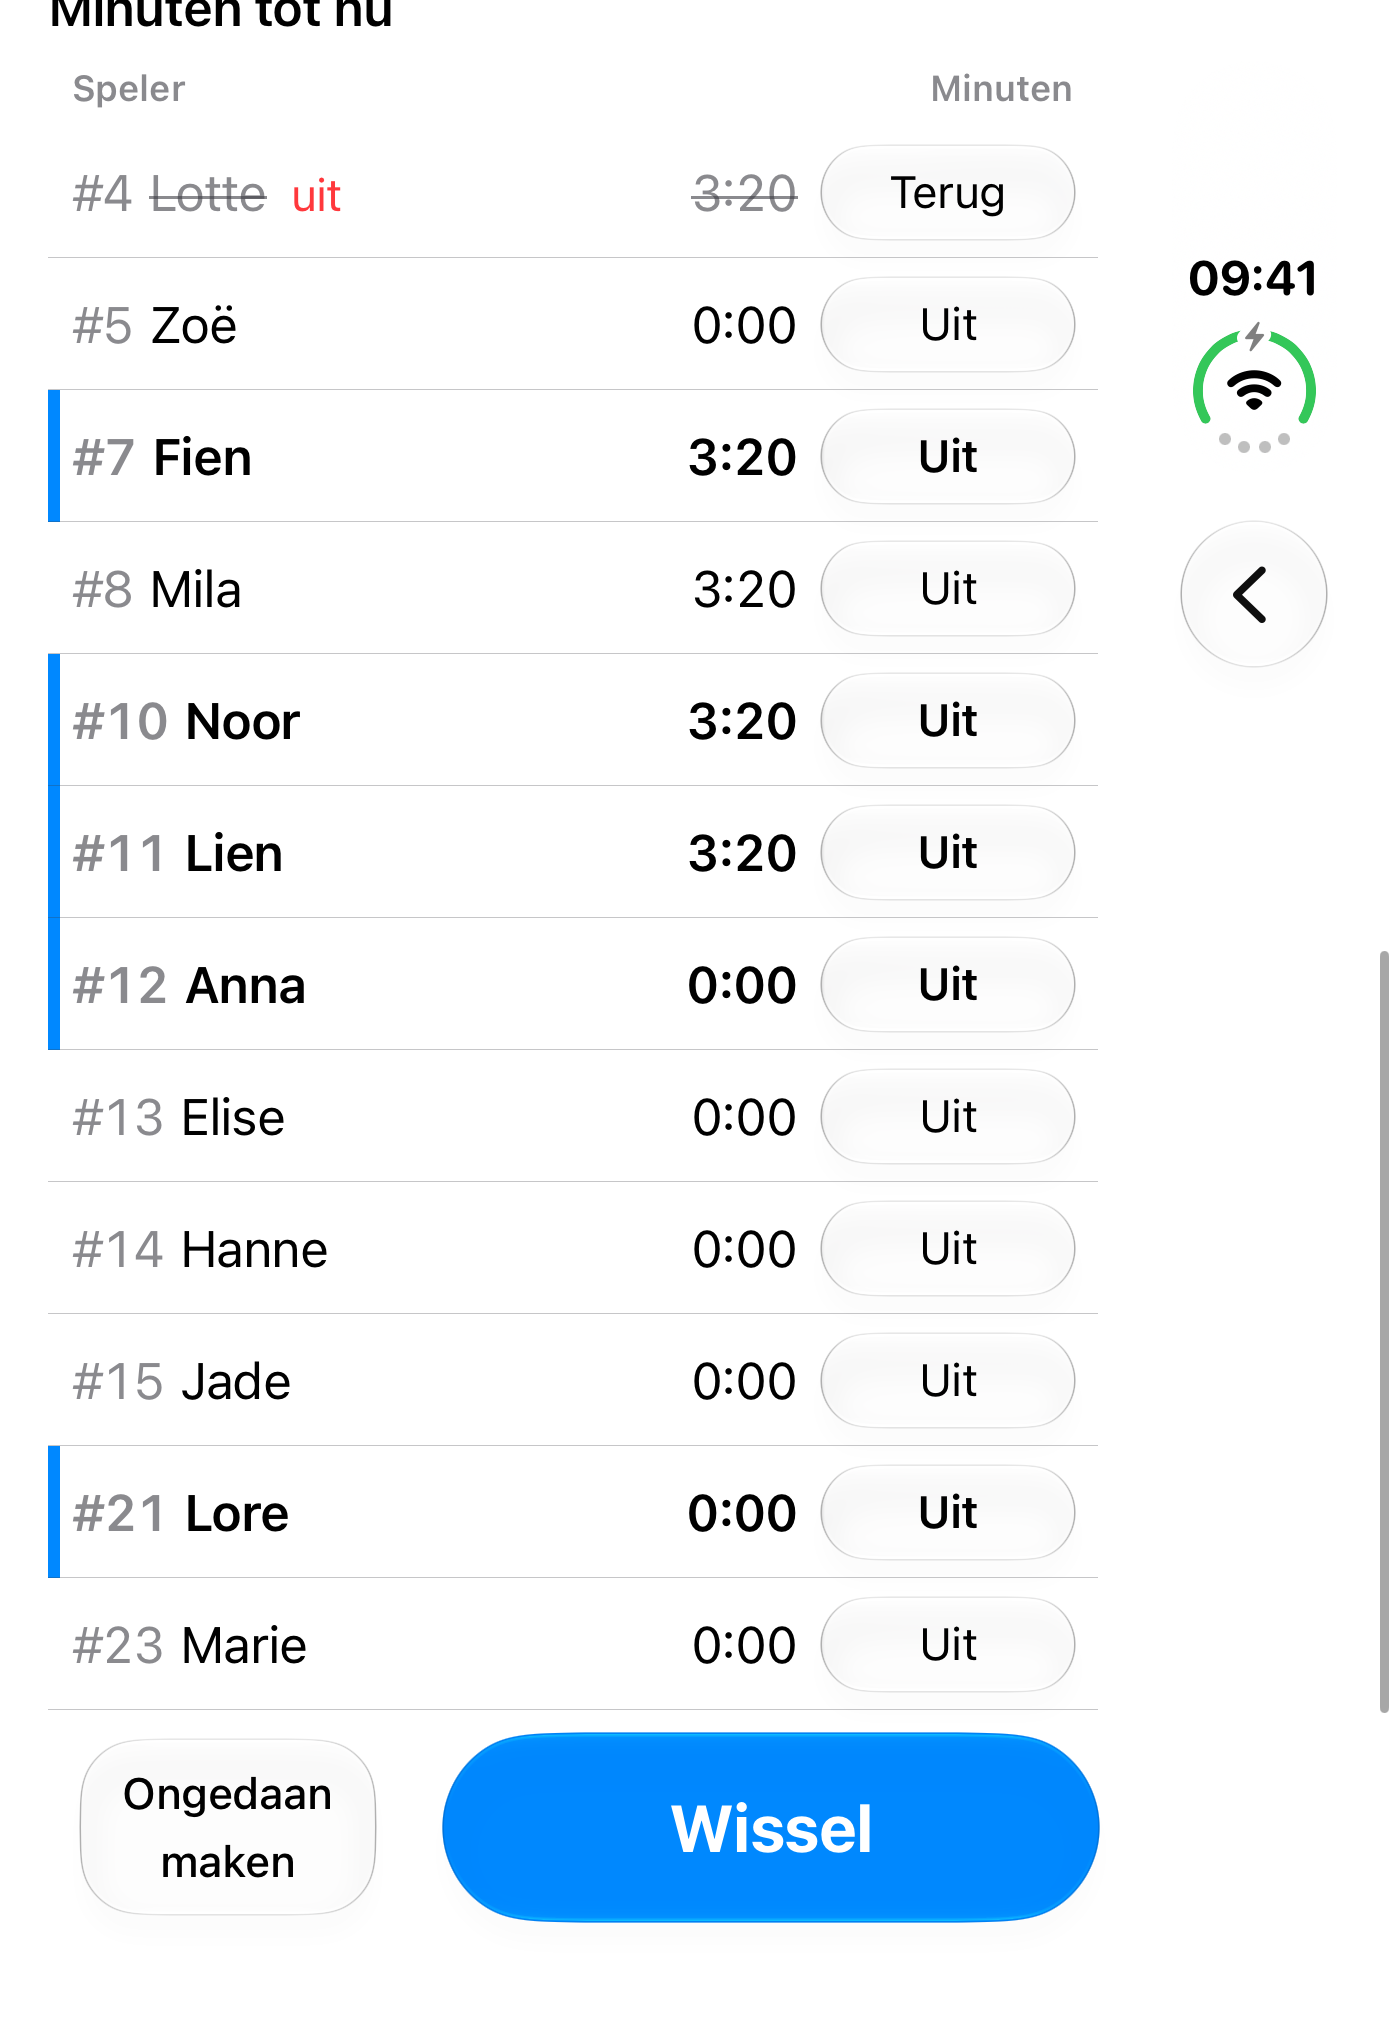 Minuten tot nu
Speler Minuten
#4 Lotte uit 3:20 Terug
#5 Zoë 0:00 Uit
09:41
#7 Fien 3:20 Uit
#8 Mila 3:20 Uit
#10 Noor 3:20 Uit
#11 Lien 3:20 Uit
#12 Anna 0:00 Uit
#13 Elise 0:00 Uit
#14 Hanne 0:00 Uit
#15 Jade 0:00 Uit
#21 Lore 0:00 Uit
#23 Marie 0:00 Uit
Ongedaan
maken
Wissel